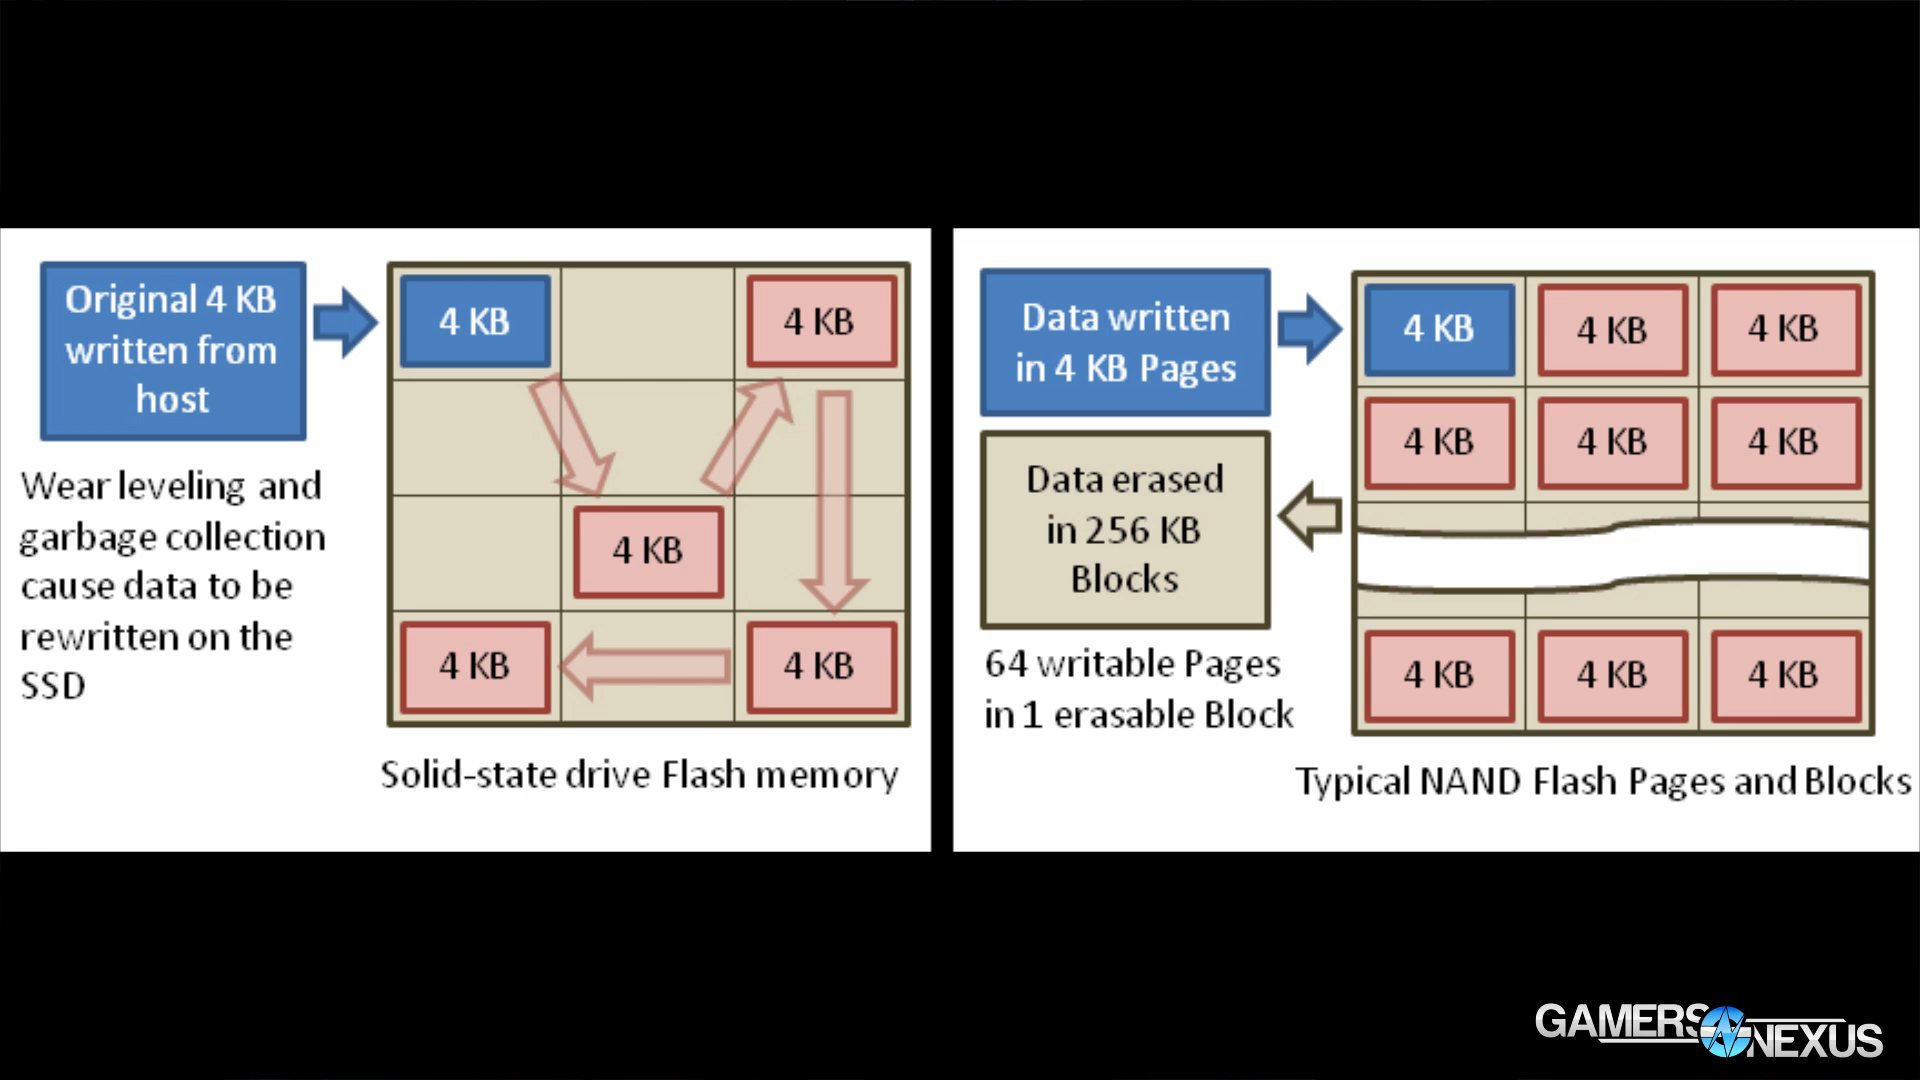 Original 4 KB
written from
host
Wear leveling and
garbage collection
cause data to be
rewritten on the
SSD
4 KB
4 KB
4 KB
4 KB
4 KB
Solid-state drive Flash memory
Data written
in 4 KB Pages
Data erased
in 256 KB
Blocks
64 writable Pages
in 1 erasable Block
4 KB 4 KB 4 KB
4 KB 4 KB 4 KB
4 KB 4 KB 4 KB
Typical NAND Flash Pages and Blocks
GAMERS NEXUS